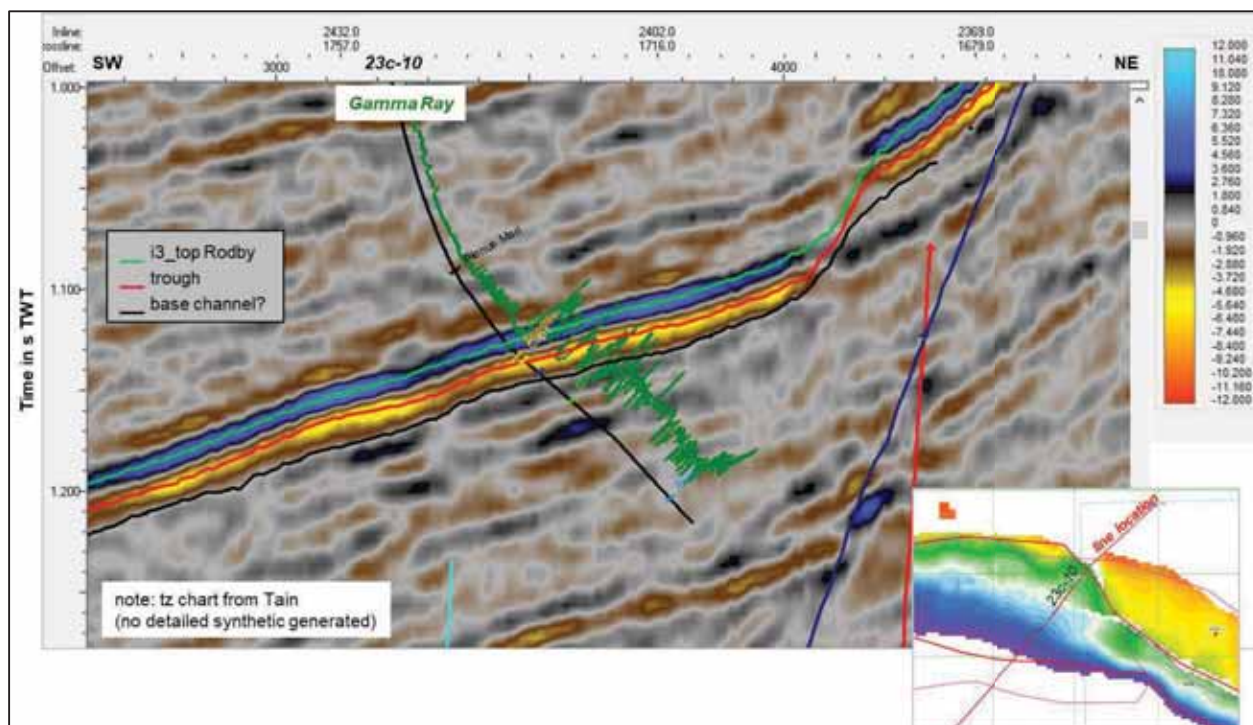 Inline: 2432.0 2402.0 2369.0
rossline: 1757.0 1716.0 1679.0
Offset: SW 3000 23c-10 4000 NE
Gamma Ray
1.000
1.100
1.200
Time in s TWT
i3_top Rodby
trough
base channel?
note: tz chart from Tain
(no detailed synthetic generated)
12.000
11.040
10.080
9.120
8.280
7.320
6.360
5.520
4.560
3.600
2.760
1.800
0.840
0
-0.960
-1.920
-2.880
-3.720
-4.680
-5.640
-6.480
-7.440
-8.400
-9.240
-10.200
-11.160
-12.000
line location
23c-10